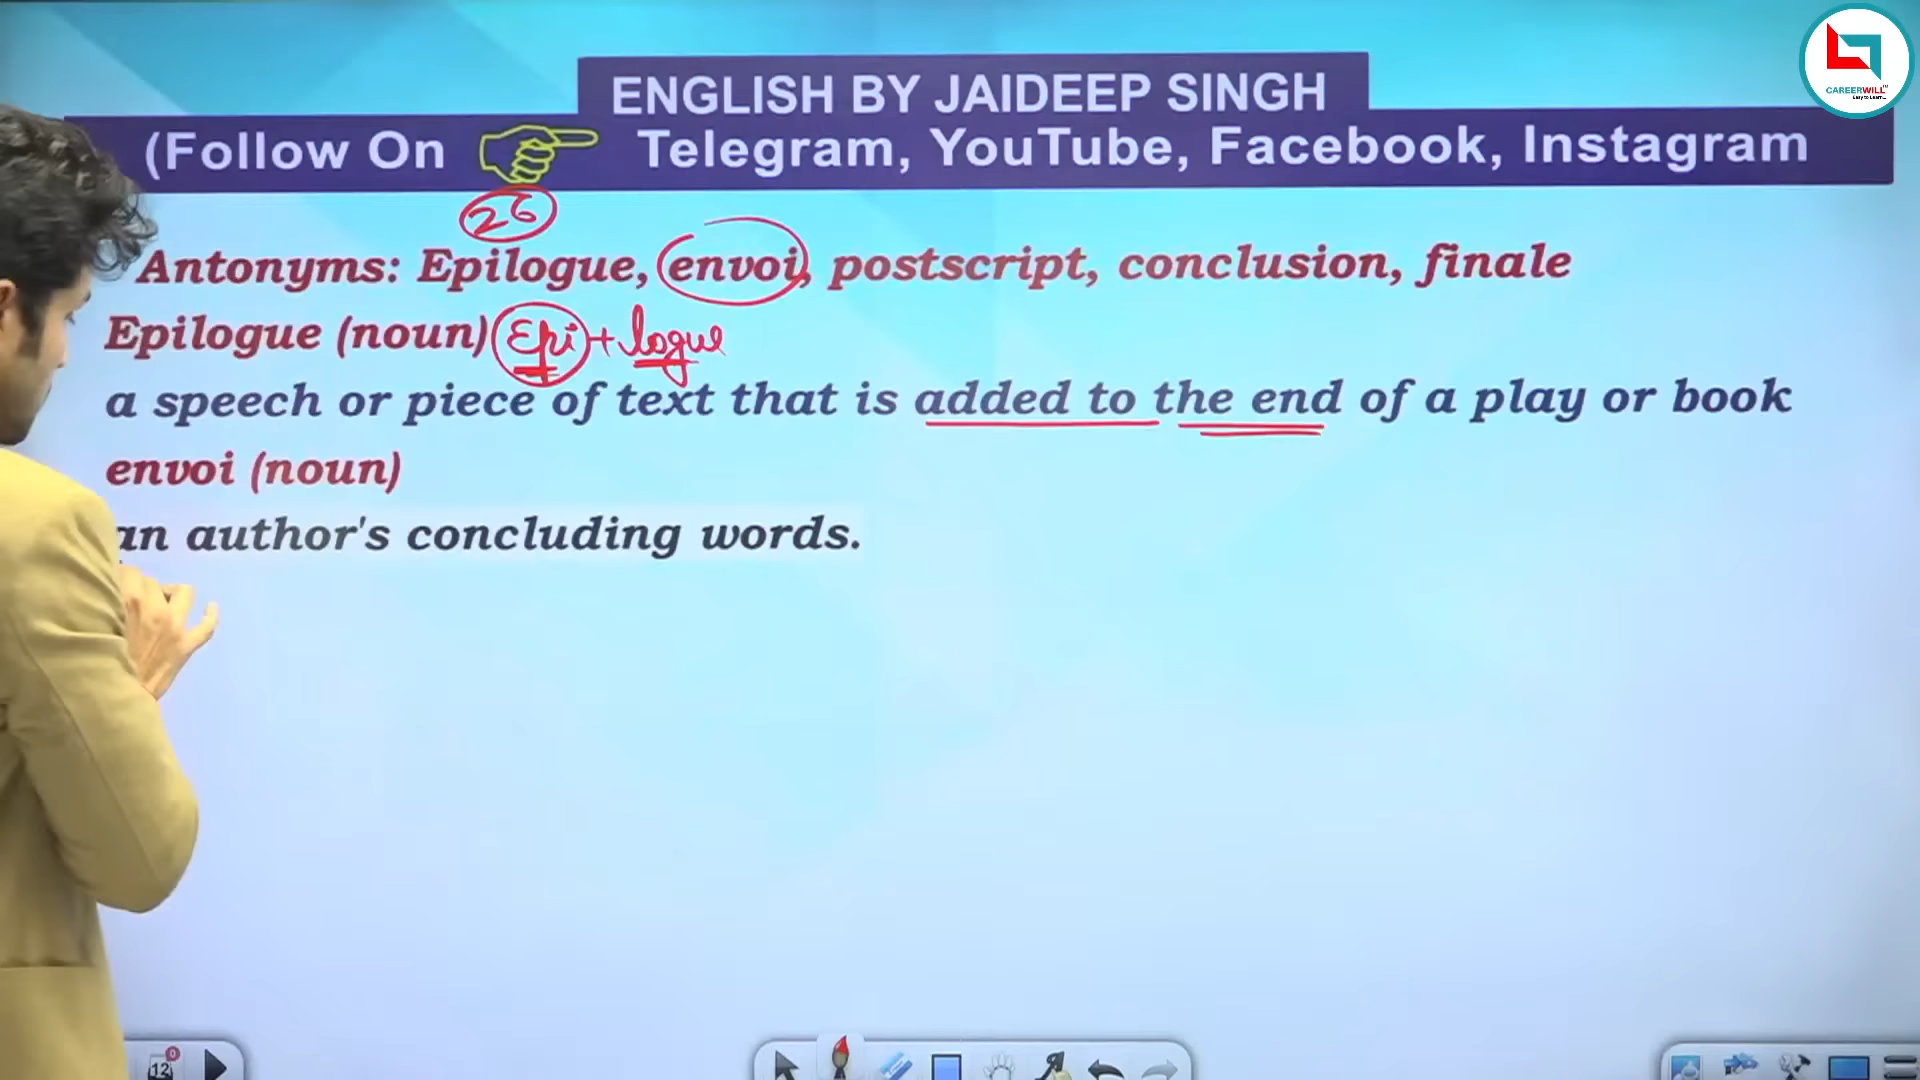 CAREERWILL
ENGLISH BY JAIDEEP SINGH
(Follow On Telegram, YouTube, Facebook, Instagram
26
Antonyms: Epilogue, envoi, postscript, conclusion, finale
Epilogue (noun) Epi + logue
a speech or piece of text that is added to the end of a play or book
envoi (noun)
an author's concluding words.
12 0